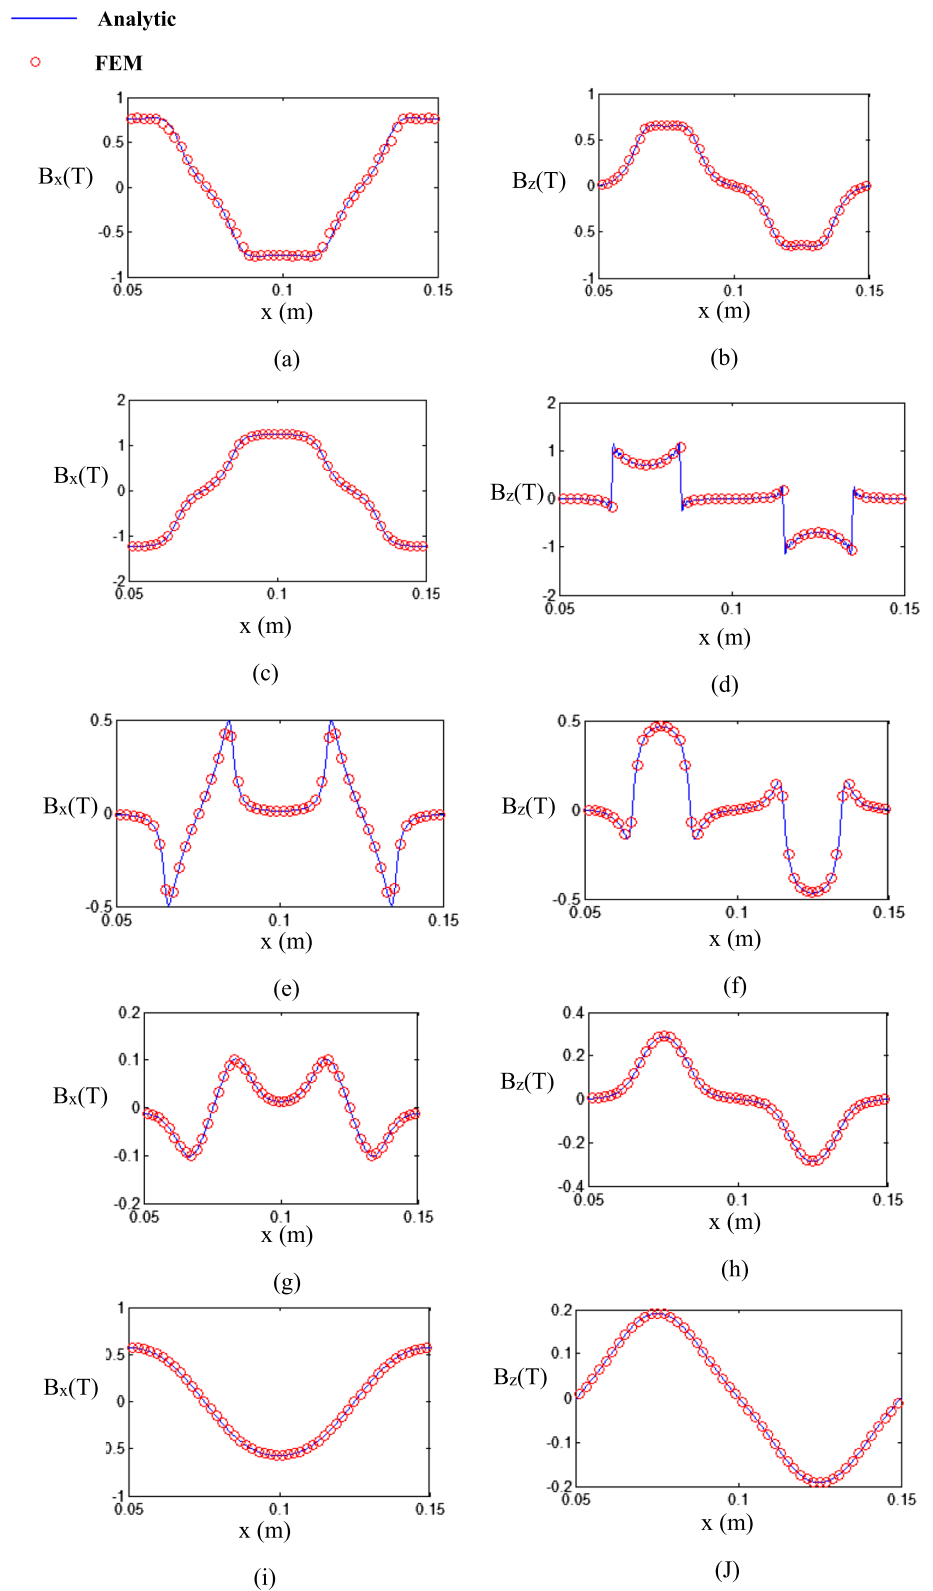 Analytic
FEM
1
0.5
Bx(T)
0
0.5
-1
0.05
0.1
0.15
x (m)
(a)
1
0.5
Bz(T)
0
0.5
-1
0.05
0.1
0.15
x (m)
(b)
2
1
Bx(T)
0
-1
-2
0.05
0.1
0.15
x (m)
(c)
2
1
Bz(T)
0
-1
-2
0.05
0.1
0.15
x (m)
(d)
0.5
Bx(T)
0
-0.5
0.05
0.1
0.15
x (m)
(e)
0.5
Bz(T)
0
-0.5
0.05
0.1
0.15
x (m)
(f)
0.2
0.1
Bx(T)
0
-0.1
-0.2
0.05
0.1
0.15
x (m)
(g)
0.4
0.2
Bz(T)
0
-0.2
0.4
0.05
0.1
0.15
x (m)
(h)
1
0.5
Bx(T)
0
0.5
-1
0.05
0.1
0.15
x (m)
(i)
0.2
0.1
Bz(T)
0
-0.1
-0.2
0.05
0.1
0.15
x (m)
(J)